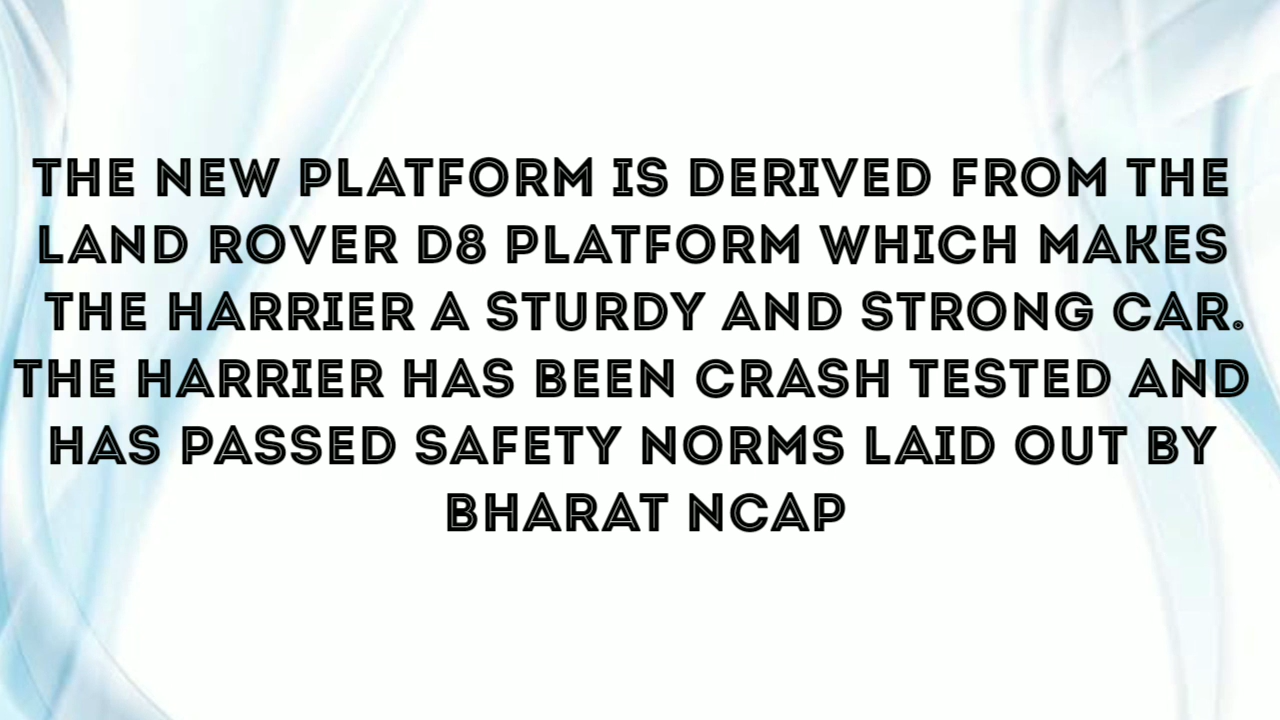 THE NEW PLATFORM IS DERIVED FROM THE
LAND ROVER D8 PLATFORM WHICH MAKES
THE HARRIER A STURDY AND STRONG CAR.
THE HARRIER HAS BEEN CRASH TESTED AND
HAS PASSED SAFETY NORMS LAID OUT BY
BHARAT NCAP